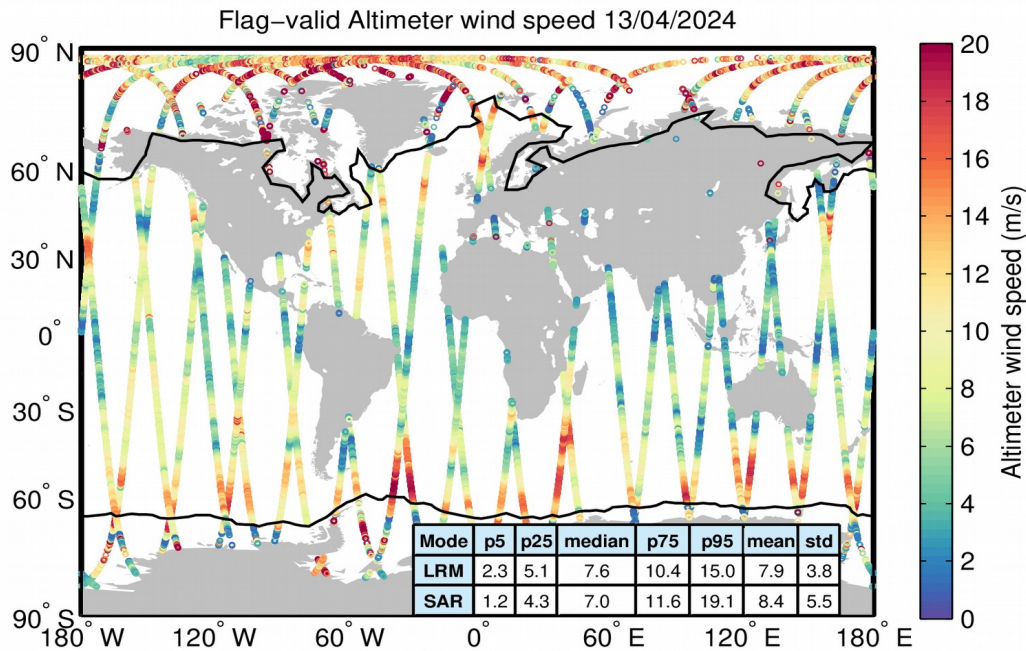 Flag-valid Altimeter wind speed 13/04/2024
90° N
60° N
30° N
0°
30° S
60° S
90° S
180° W
120° W
60° W
0°
60° E
120° E
180° E
Mode p5 p25 median p75 p95 mean std
LRM 2.3 5.1 7.6 10.4 15.0 7.9 3.8
SAR 1.2 4.3 7.0 11.6 19.1 8.4 5.5
20
18
16
14
12
10
8
6
4
2
0
Altimeter wind speed (m/s)